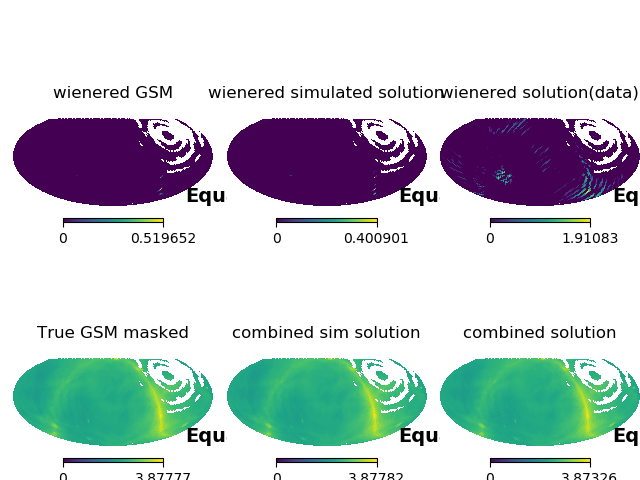 wienered GSM
wienered simulated solution
wienered solution(data)
Equ
Equ
Eq
0 0.519652
0 0.400901
0 1.91083
True GSM masked
combined sim solution
combined solution
Equ
Equ
Eq
0 3.87777
0 3.87782
0 3.87326